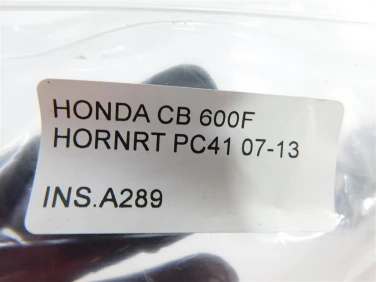 HONDA CB 600F
HORNRT PC41 07-13
INS.A289